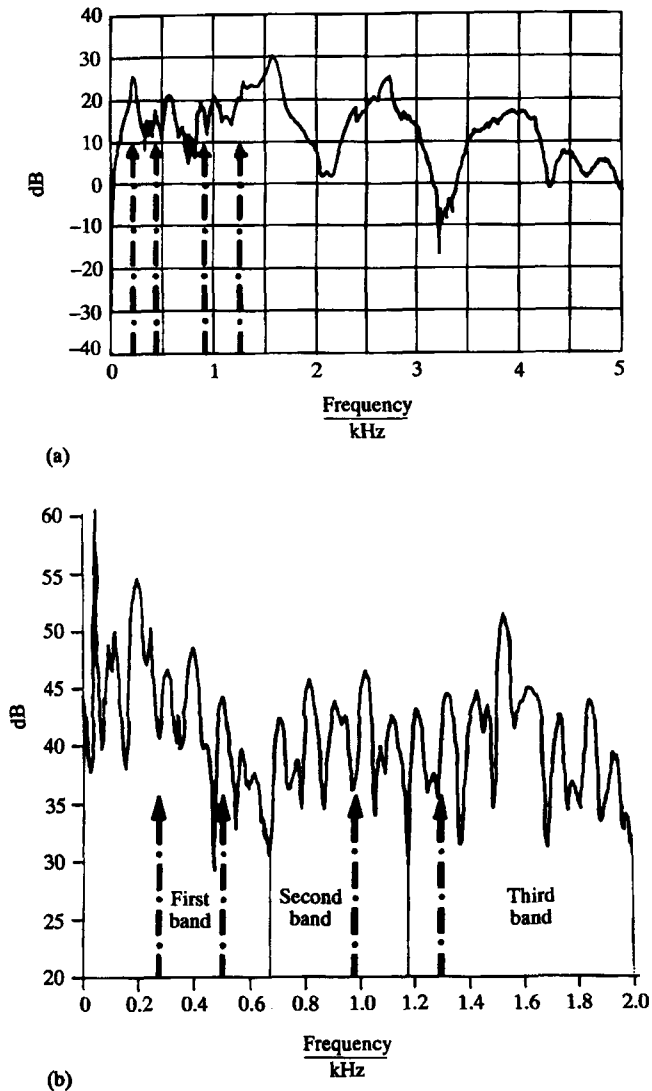 40
30
20
10
0
−10
−20
−30
−40
dB
0 1 2 3 4 5
Frequency
kHz
(a)
60
55
50
45
40
35
30
25
20
dB
First band
Second band
Third band
0 0.2 0.4 0.6 0.8 1.0 1.2 1.4 1.6 1.8 2.0
Frequency
kHz
(b)